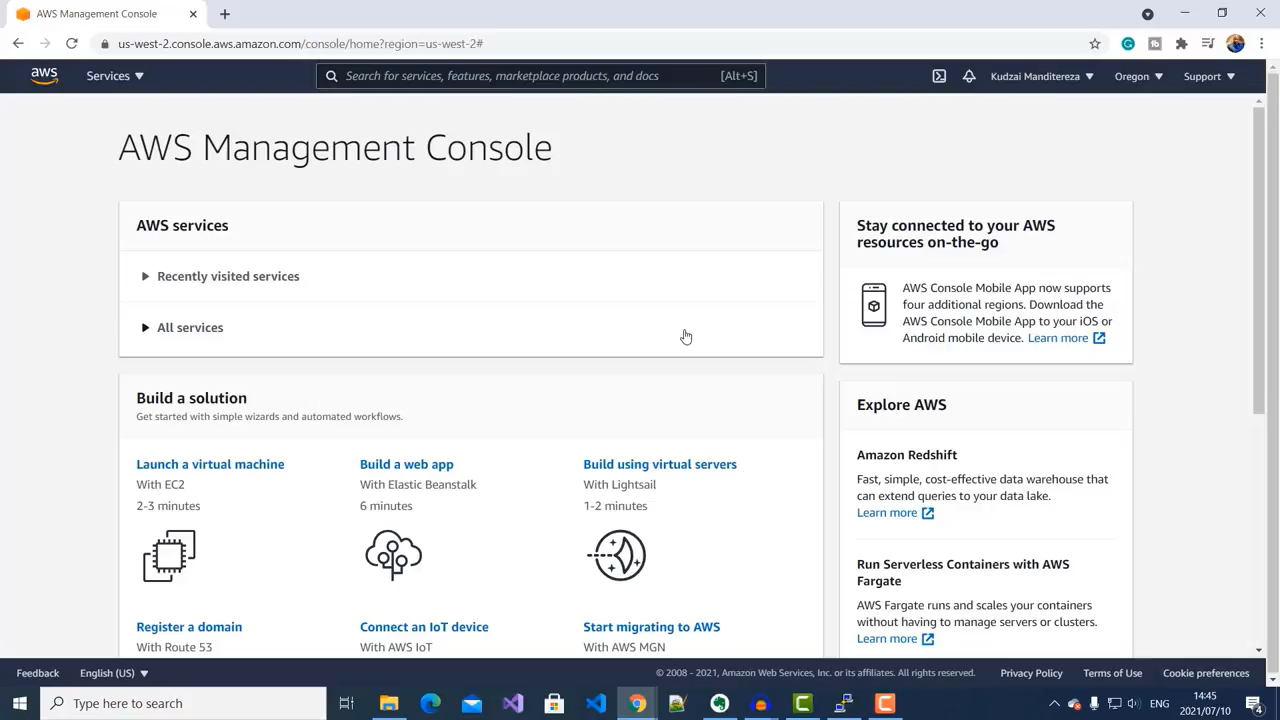 AWS Management Console
us-west-2.console.aws.amazon.com/console/home?region=us-west-2#
aws
Services
Search for services, features, marketplace products, and docs
[Alt+S]
Kudzai Manditereza
Oregon
Support
AWS Management Console
AWS services
Recently visited services
All services
Stay connected to your AWS
resources on-the-go
AWS Console Mobile App now supports
four additional regions. Download the
AWS Console Mobile App to your iOS or
Android mobile device. Learn more
Build a solution
Get started with simple wizards and automated workflows.
Launch a virtual machine
With EC2
2-3 minutes
Build a web app
With Elastic Beanstalk
6 minutes
Build using virtual servers
With Lightsail
1-2 minutes
Register a domain
With Route 53
Connect an IoT device
With AWS IoT
Start migrating to AWS
With AWS MGN
Explore AWS
Amazon Redshift
Fast, simple, cost-effective data warehouse that
can extend queries to your data lake.
Learn more
Run Serverless Containers with AWS
Fargate
AWS Fargate runs and scales your containers
without having to manage servers or clusters.
Learn more
Feedback
English (US)
© 2008 - 2021, Amazon Web Services, Inc. or its affiliates. All rights reserved.
Privacy Policy
Terms of Use
Cookie preferences
Type here to search
ENG
14:45
2021/07/10
4